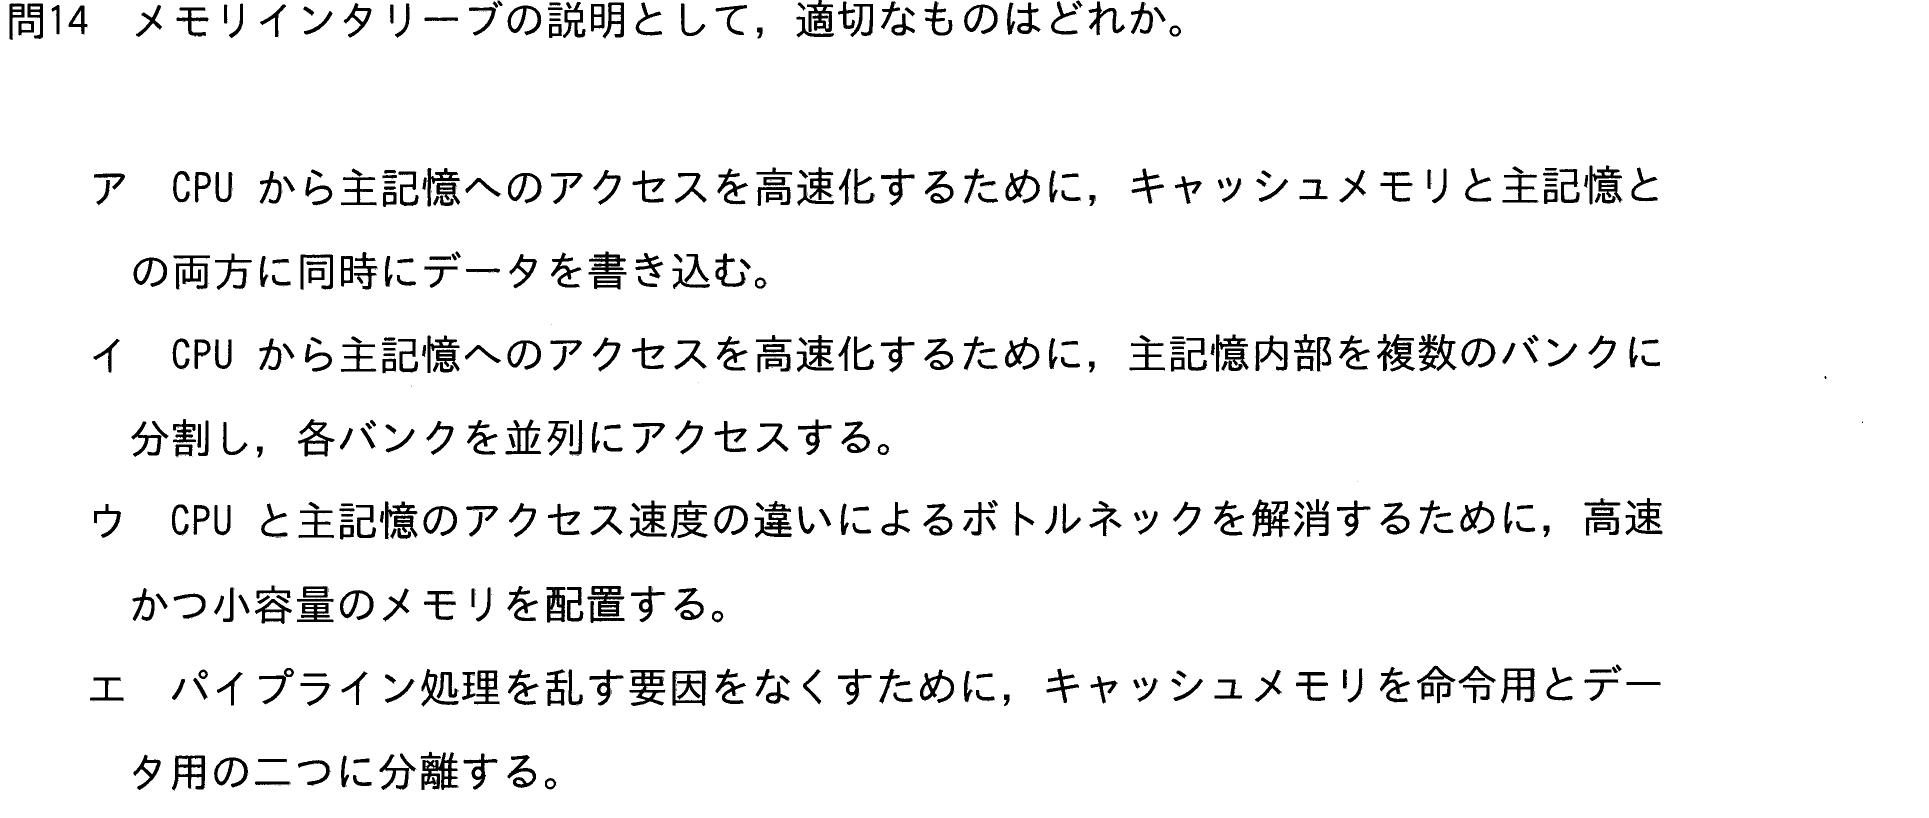 問14　メモリインタリーブの説明として，適切なものはどれか。
ア　CPU から主記憶へのアクセスを高速化するために，キャッシュメモリと主記憶と
の両方に同時にデータを書き込む。
イ　CPU から主記憶へのアクセスを高速化するために，主記憶内部を複数のバンクに
分割し，各バンクを並列にアクセスする。
ウ　CPU と主記憶のアクセス速度の違いによるボトルネックを解消するために，高速
かつ小容量のメモリを配置する。
エ　パイプライン処理を乱す要因をなくすために，キャッシュメモリを命令用とデー
タ用の二つに分離する。